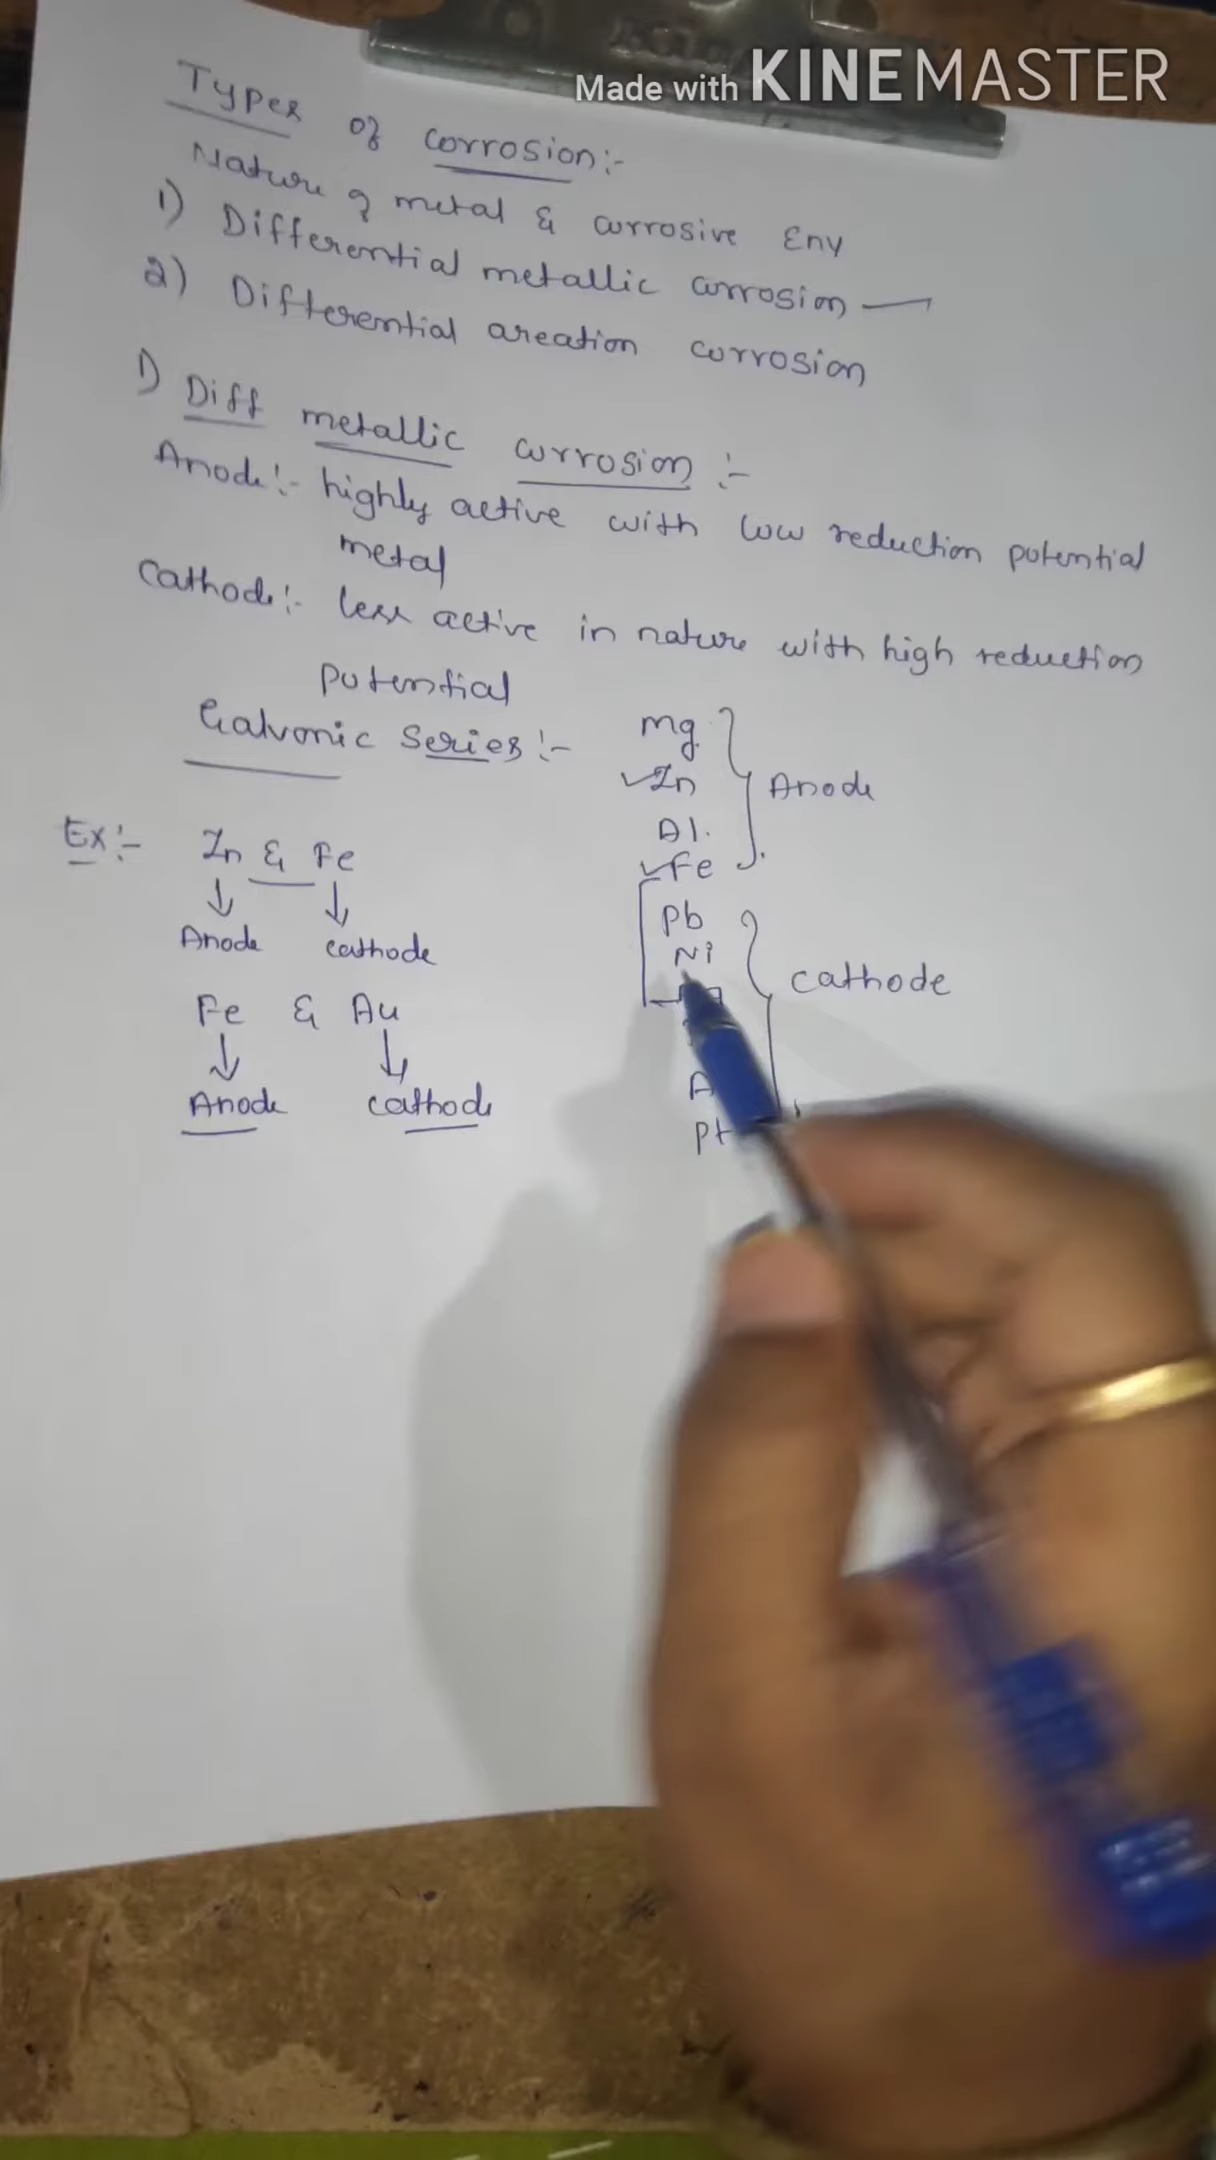 Made with KINEMASTER
Types of corrosion:-
Nature of metal & corrosive Env
1) Differential metallic corrosion —
2) Differential areation corrosion
1) Diff metallic corrosion :-
Anode:- highly active with low reduction potential
metal
Cathode:- less active in nature with high reduction
potential
Galvonic Series:-
Mg
Zn
Al.
Fe
Anode
Pb
Ni
Pt
cathode
Ex:- Zn & Fe
↓ ↓
Anode cathode
Fe & Au
↓ ↓
Anode cathode